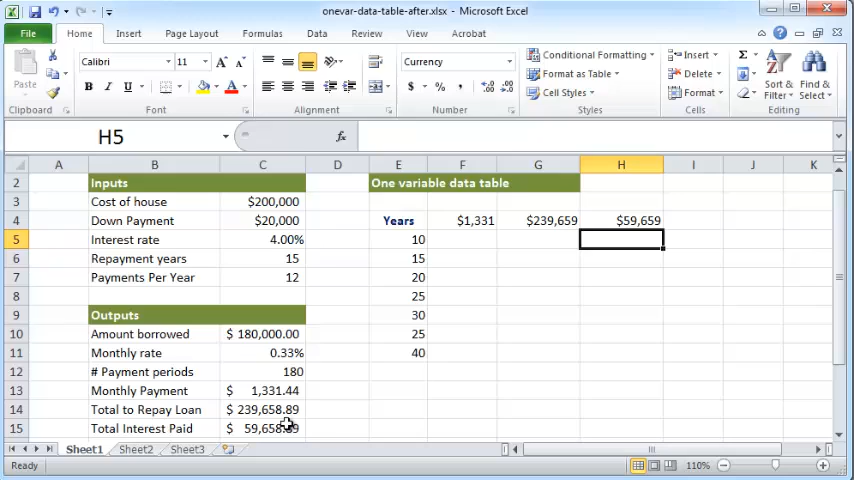 onevar-data-table-after.xlsx - Microsoft Excel
File Home Insert Page Layout Formulas Data Review View Acrobat
Paste Calibri 11 A A Currency Conditional Formatting Insert Σ
B I U A $ % , Format as Table Delete Sort & Filter Find & Select
Cell Styles Format
Clipboard Font Alignment Number Styles Cells Editing
H5 fx
A B C D E F G H I J K
2 Inputs One variable data table
3 Cost of house $200,000
4 Down Payment $20,000 Years $1,331 $239,659 $59,659
5 Interest rate 4.00% 10
6 Repayment years 15 15
7 Payments Per Year 12 20
8 25
9 Outputs 30
10 Amount borrowed $ 180,000.00 25
11 Monthly rate 0.33% 40
12 # Payment periods 180
13 Monthly Payment $ 1,331.44
14 Total to Repay Loan $ 239,658.89
15 Total Interest Paid $ 59,658.89
Sheet1 Sheet2 Sheet3
Ready 110%